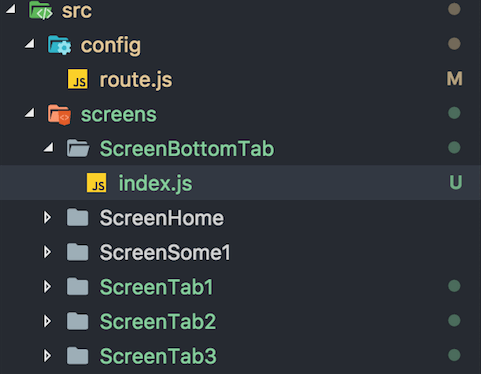 src
config
JS route.js M
screens
ScreenBottomTab
JS index.js U
ScreenHome
ScreenSome1
ScreenTab1
ScreenTab2
ScreenTab3